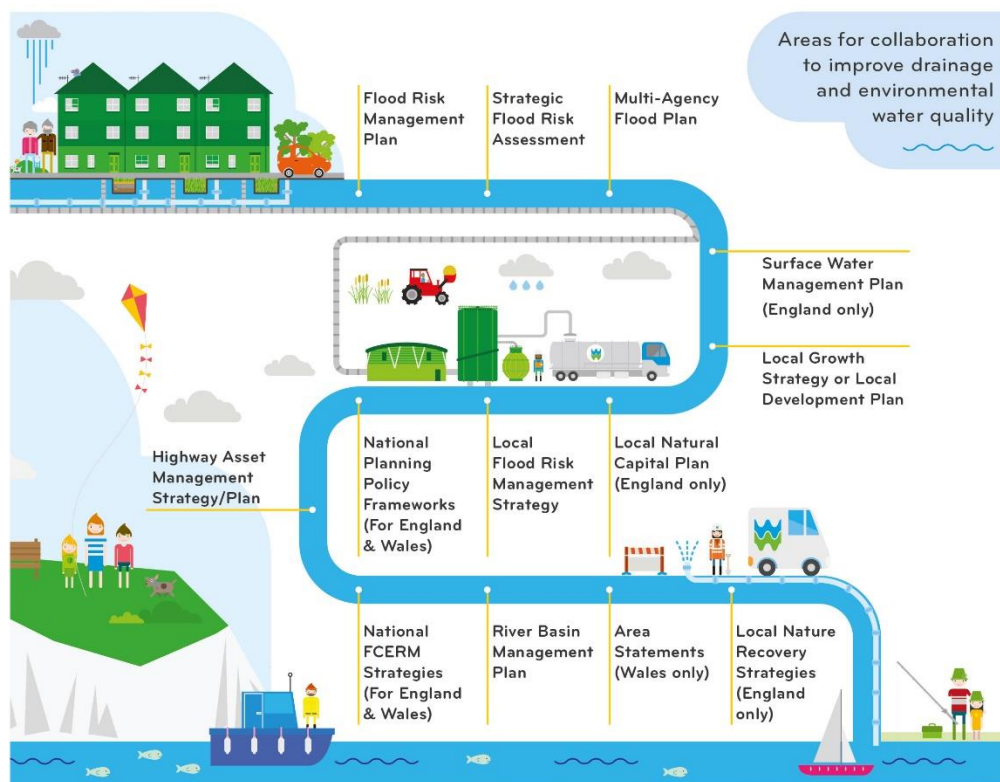 Areas for collaboration
to improve drainage
and environmental
water quality
Flood Risk
Management
Plan
Strategic
Flood Risk
Assessment
Multi-Agency
Flood Plan
Surface Water
Management Plan
(England only)
Local Growth
Strategy or Local
Development Plan
National
Planning
Policy
Frameworks
(For England
& Wales)
Local
Flood Risk
Management
Strategy
Local Natural
Capital Plan
(England only)
Highway Asset
Management
Strategy/Plan
National
FCERM
Strategies
(For England
& Wales)
River Basin
Management
Plan
Area
Statements
(Wales only)
Local Nature
Recovery
Strategies
(England
only)